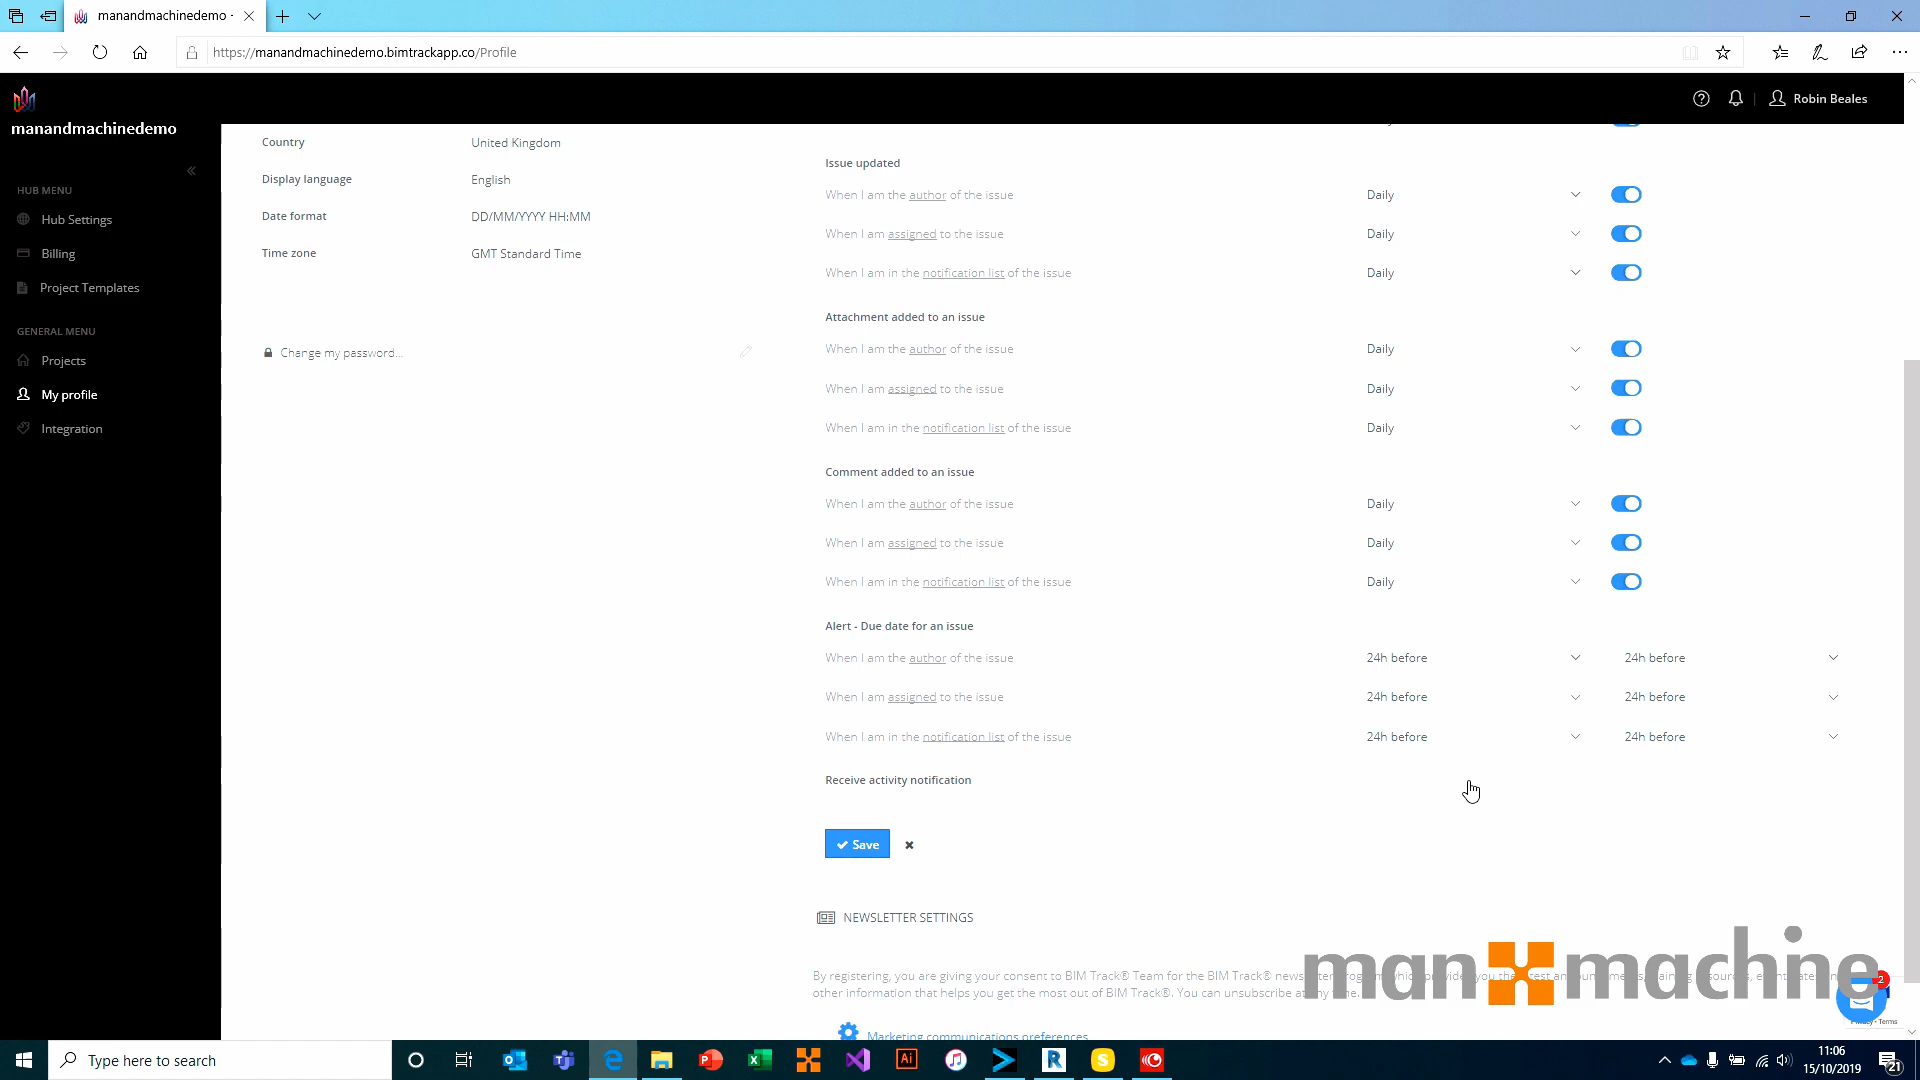 manandmachinedemo -
https://manandmachinedemo.bimtrackapp.co/Profile
manandmachinedemo
Robin Beales
HUB MENU
Hub Settings
Billing
Project Templates
GENERAL MENU
Projects
My profile
Integration
Country United Kingdom
Display language English
Date format DD/MM/YYYY HH:MM
Time zone GMT Standard Time
Change my password...
Issue updated
When I am the author of the issue Daily
When I am assigned to the issue Daily
When I am in the notification list of the issue Daily
Attachment added to an issue
When I am the author of the issue Daily
When I am assigned to the issue Daily
When I am in the notification list of the issue Daily
Comment added to an issue
When I am the author of the issue Daily
When I am assigned to the issue Daily
When I am in the notification list of the issue Daily
Alert - Due date for an issue
When I am the author of the issue 24h before 24h before
When I am assigned to the issue 24h before 24h before
When I am in the notification list of the issue 24h before 24h before
Receive activity notification
Save
NEWSLETTER SETTINGS
By registering, you are giving your consent to BIM Track® Team for the BIM Track®
other information that helps you get the most out of BIM Track®. You can unsubscribe
Marketing communications preferences
man machine
2
Terms
Type here to search
11:06
15/10/2019
21